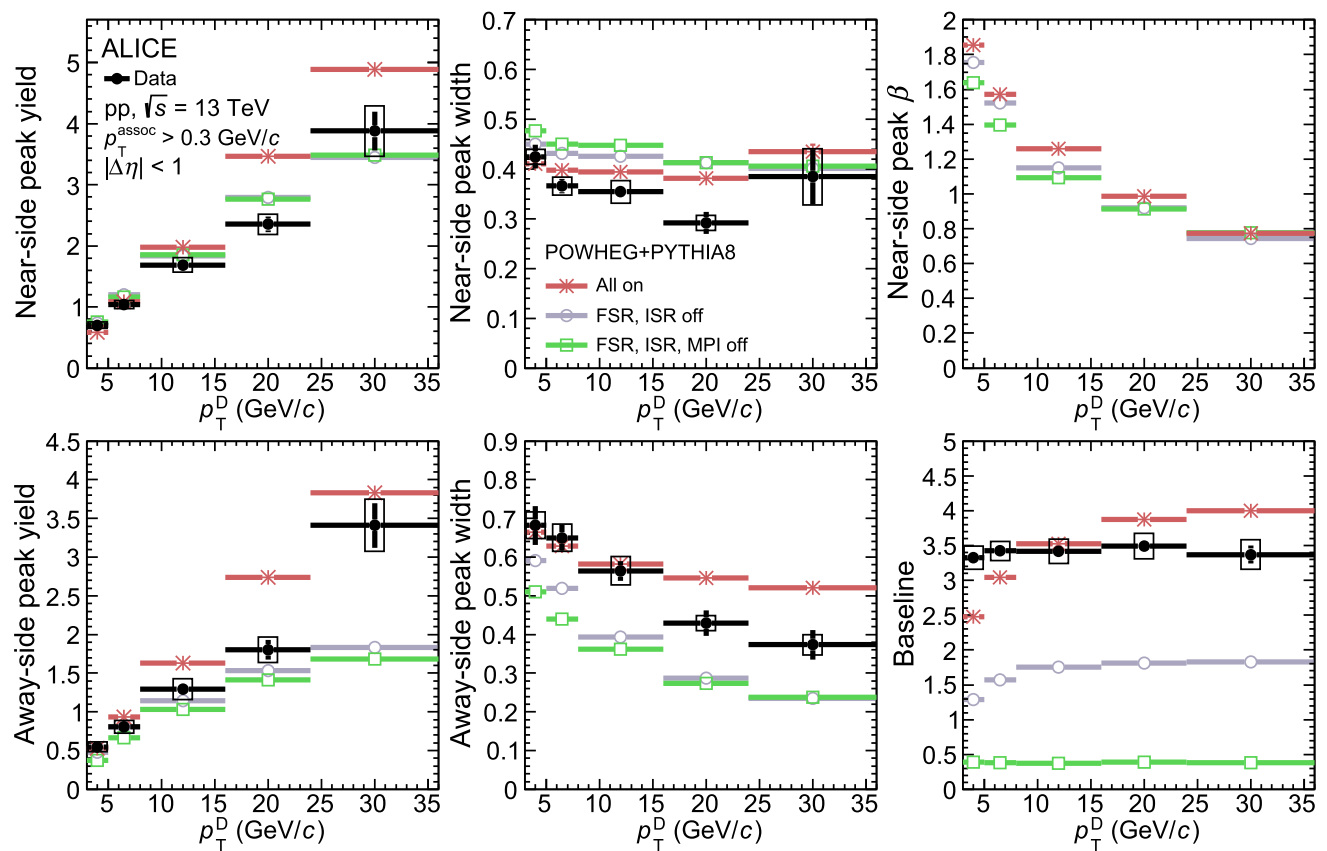 Near-side peak yield
5
4
3
2
1
0
ALICE
Data
pp, √s = 13 TeV
p_T^assoc > 0.3 GeV/c
|Δη| < 1
5 10 15 20 25 30 35
p_T^D (GeV/c)
Near-side peak width
0.7
0.6
0.5
0.4
0.3
0.2
0.1
0
POWHEG+PYTHIA8
All on
FSR, ISR off
FSR, ISR, MPI off
5 10 15 20 25 30 35
p_T^D (GeV/c)
Near-side peak β
2
1.8
1.6
1.4
1.2
1
0.8
0.6
0.4
0.2
0
5 10 15 20 25 30 35
p_T^D (GeV/c)
Away-side peak yield
4.5
4
3.5
3
2.5
2
1.5
1
0.5
0
5 10 15 20 25 30 35
p_T^D (GeV/c)
Away-side peak width
0.9
0.8
0.7
0.6
0.5
0.4
0.3
0.2
0.1
0
5 10 15 20 25 30 35
p_T^D (GeV/c)
Baseline
5
4.5
4
3.5
3
2.5
2
1.5
1
0.5
0
5 10 15 20 25 30 35
p_T^D (GeV/c)